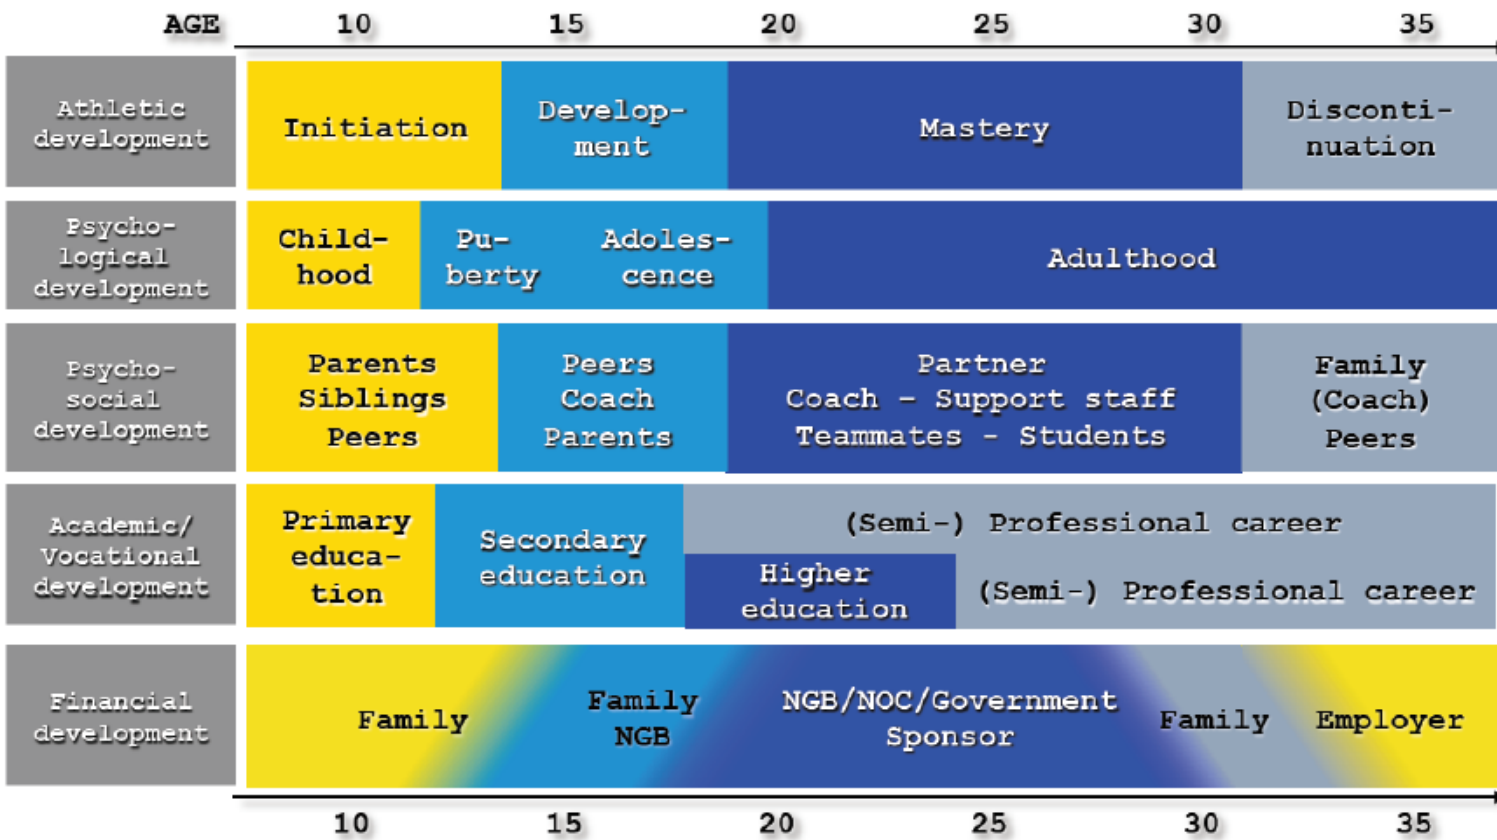 AGE 10 15 20 25 30 35
Athletic
development
Initiation
Develop-
ment
Mastery
Disconti-
nuation
Psycho-
logical
development
Child-
hood
Pu-
berty
Adoles-
cence
Adulthood
Psycho-
social
development
Parents
Siblings
Peers
Peers
Coach
Parents
Partner
Coach – Support staff
Teammates - Students
Family
(Coach)
Peers
Academic/
Vocational
development
Primary
educa-
tion
Secondary
education
(Semi-) Professional career
Higher
education
(Semi-) Professional career
Financial
development
Family
Family
NGB
NGB/NOC/Government
Sponsor
Family
Employer
10 15 20 25 30 35